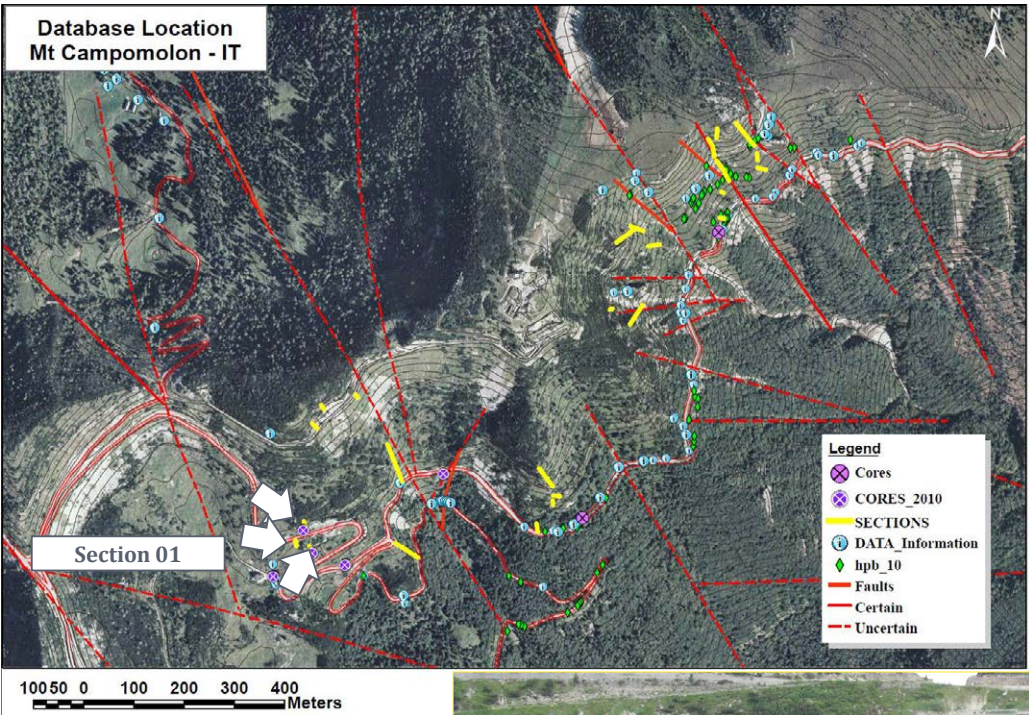 Database Location
Mt Campomolon - IT
N
Section 01
Legend
Cores
CORES_2010
SECTIONS
DATA_Information
hpb_10
Faults
Certain
Uncertain
100 50 0 100 200 300 400
Meters